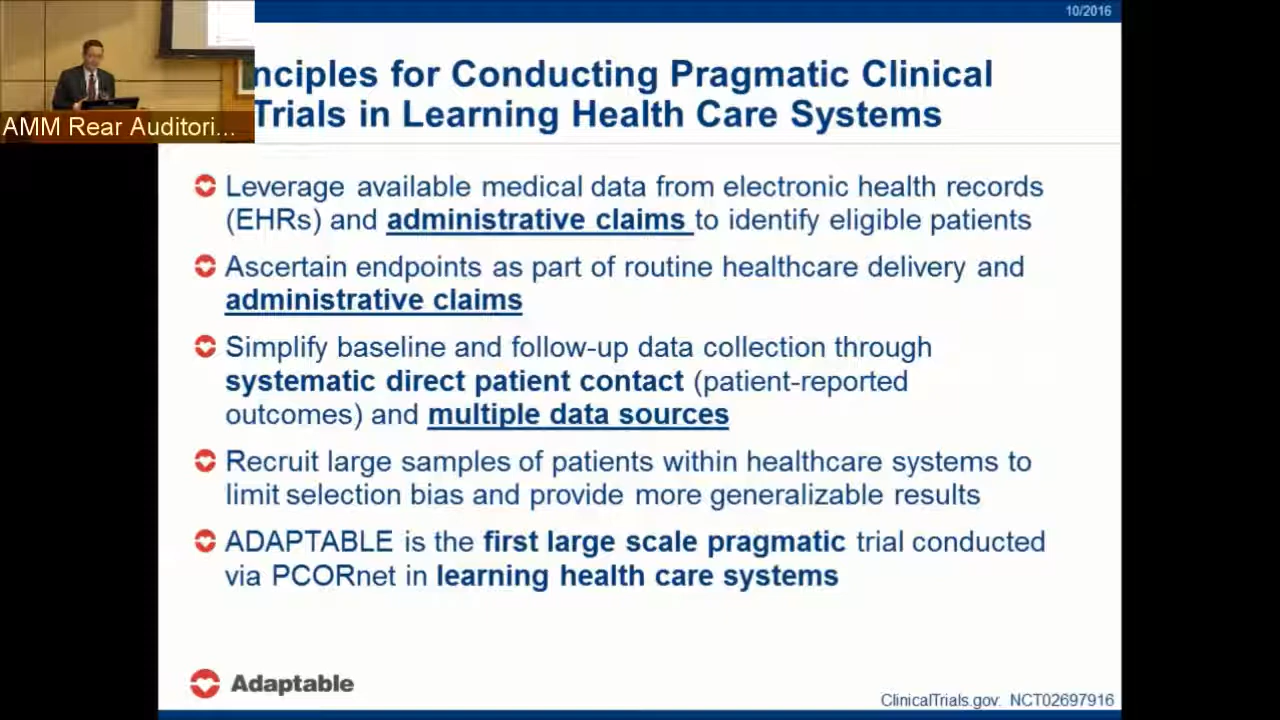 10/2016
nciples for Conducting Pragmatic Clinical
Trials in Learning Health Care Systems
AMM Rear Auditori...
Leverage available medical data from electronic health records
(EHRs) and administrative claims to identify eligible patients
Ascertain endpoints as part of routine healthcare delivery and
administrative claims
Simplify baseline and follow-up data collection through
systematic direct patient contact (patient-reported
outcomes) and multiple data sources
Recruit large samples of patients within healthcare systems to
limit selection bias and provide more generalizable results
ADAPTABLE is the first large scale pragmatic trial conducted
via PCORnet in learning health care systems
Adaptable
ClinicalTrials.gov: NCT02697916